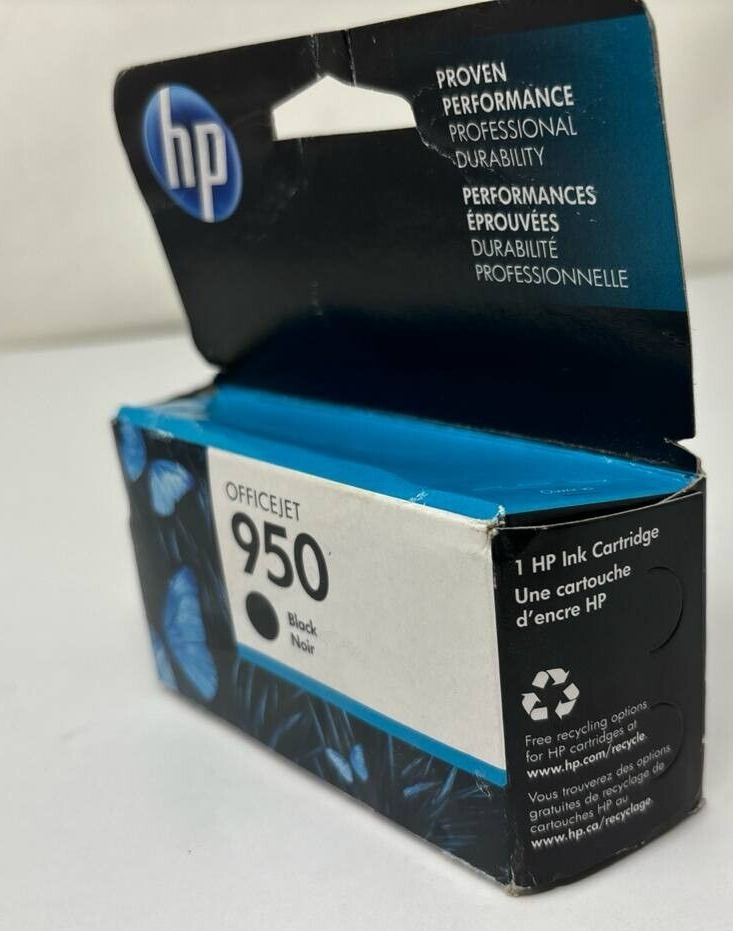 hp
PROVEN
PERFORMANCE
PROFESSIONAL
DURABILITY
PERFORMANCES
ÉPROUVÉES
DURABILITÉ
PROFESSIONNELLE
OFFICEJET
950
Black
Noir
1 HP Ink Cartridge
Une cartouche
d'encre HP
Free recycling options
for HP cartridges at
www.hp.com/recycle
Vous trouverez des options
gratuites de recyclage de
cartouches HP au
www.hp.ca/recyclage